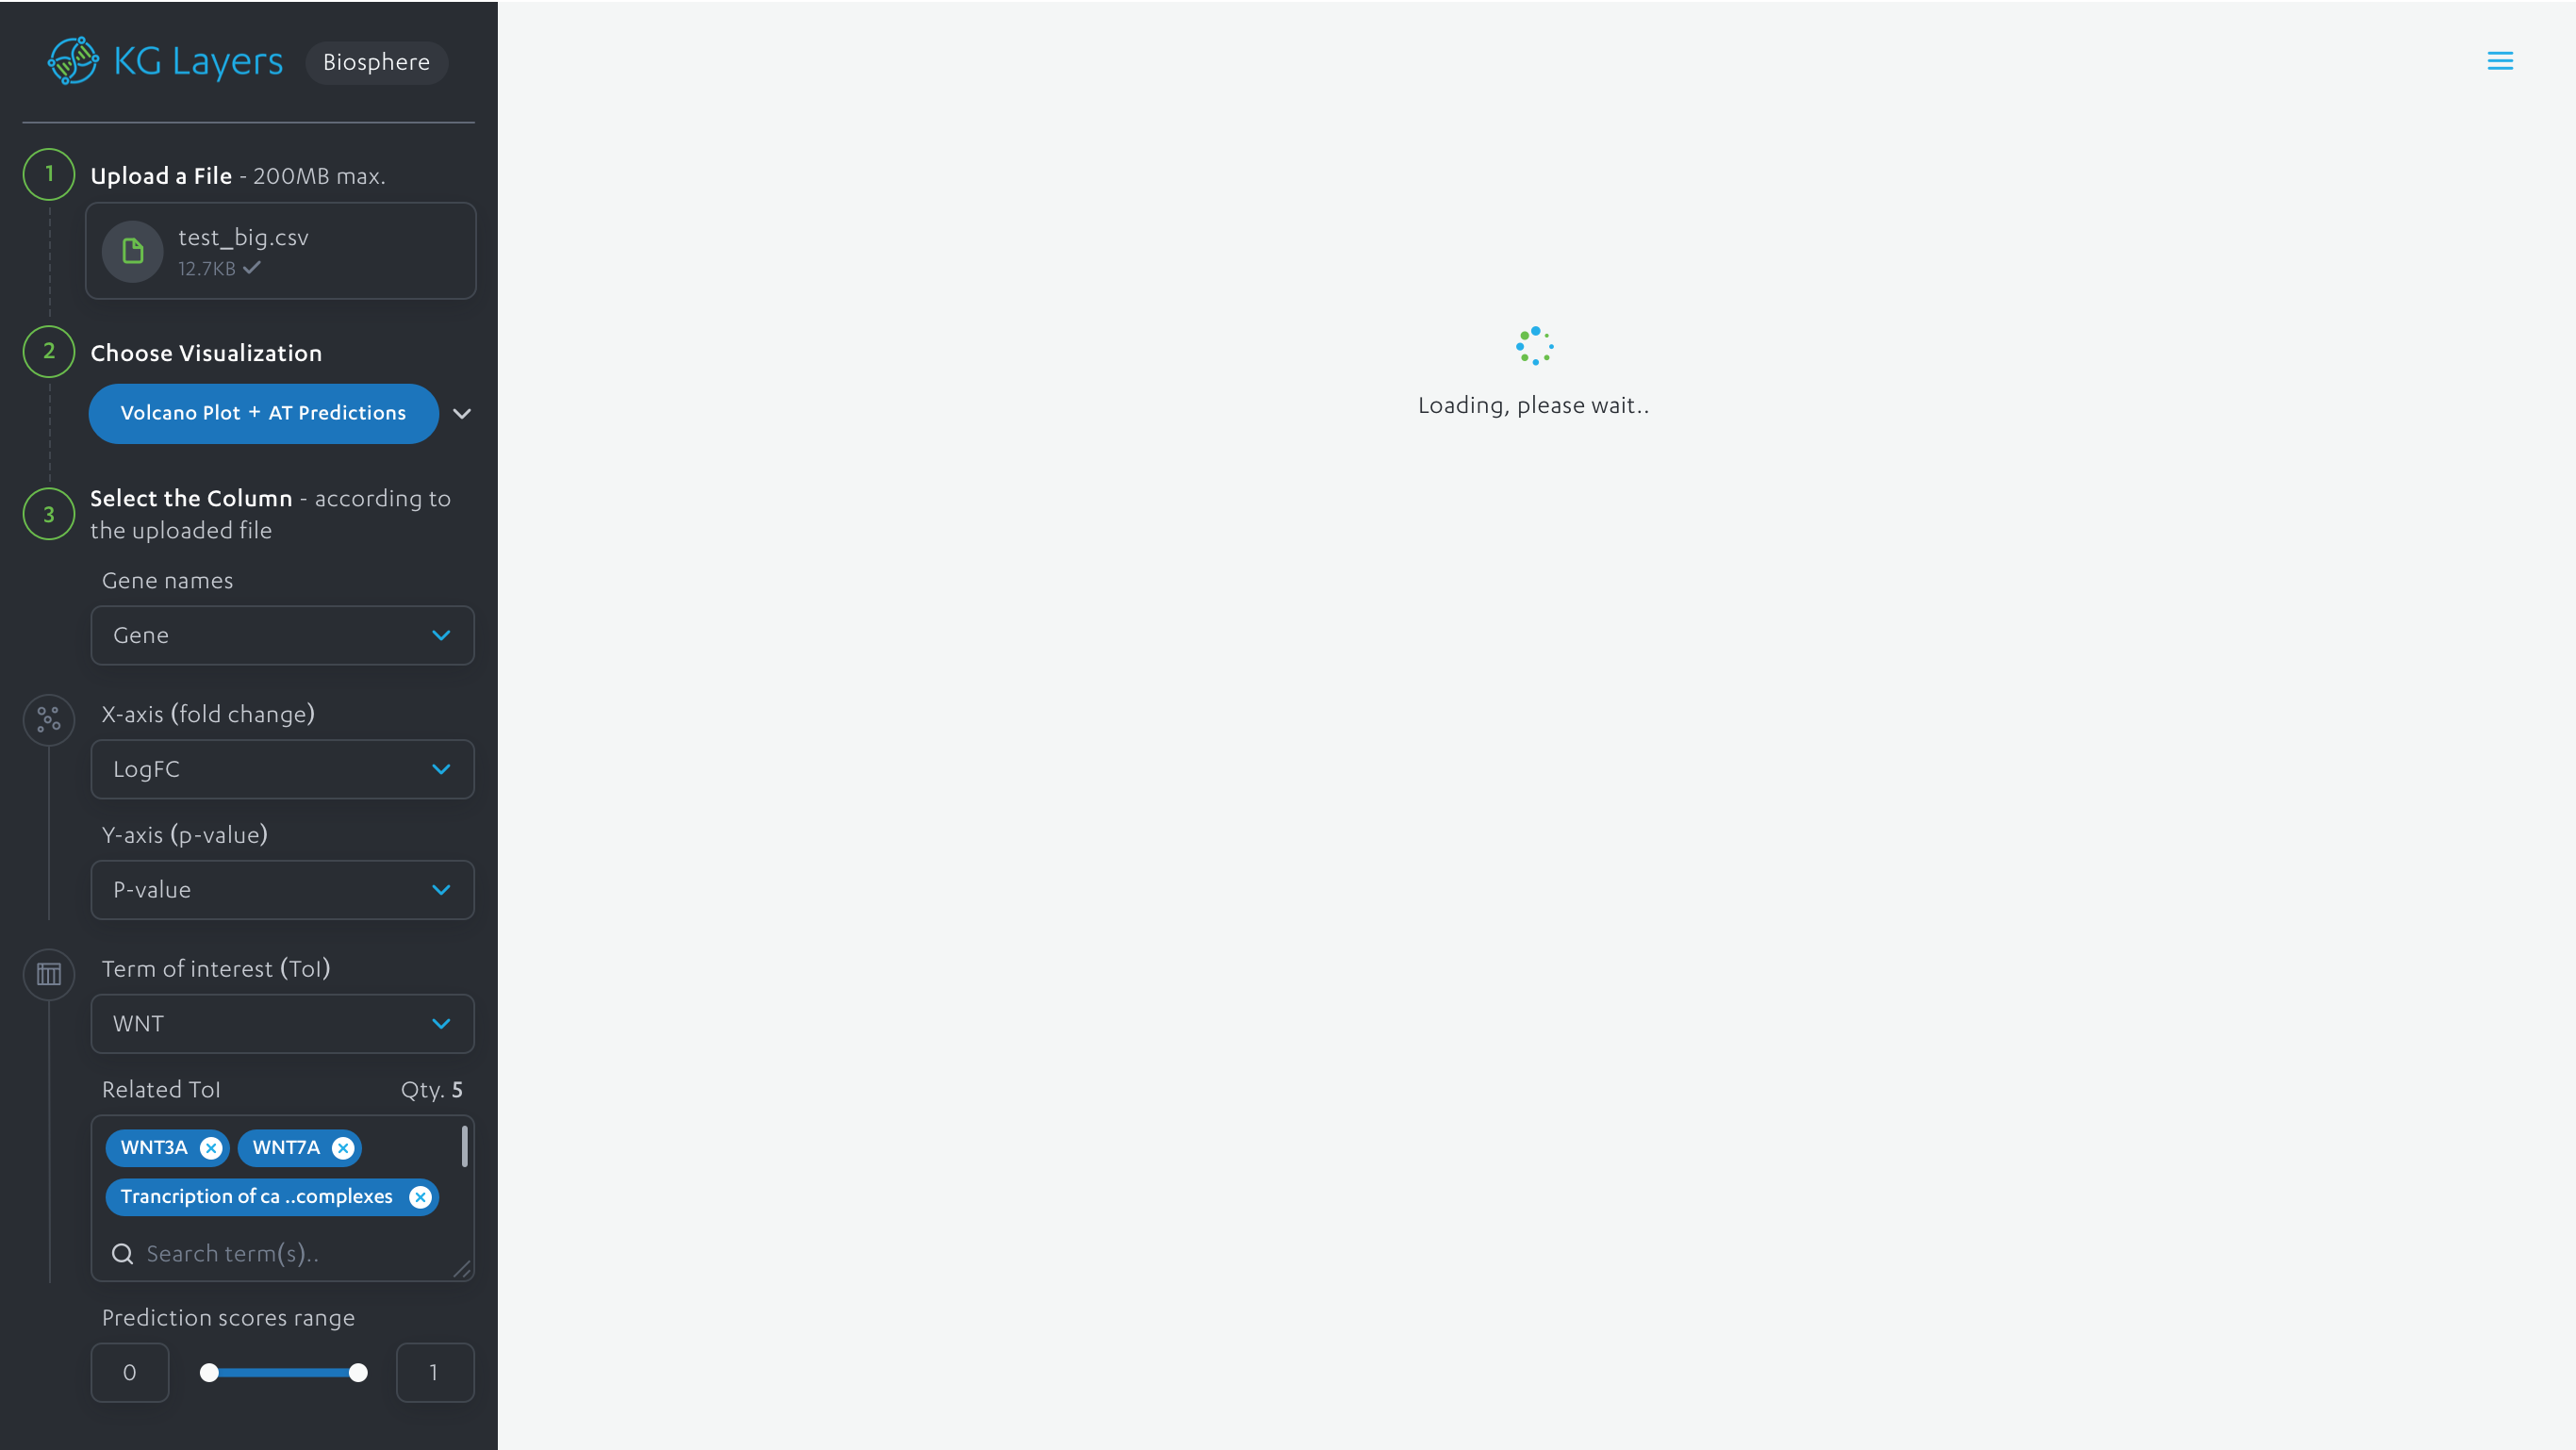 KG Layers Biosphere
1 Upload a File - 200MB max.
test_big.csv
12.7KB
2 Choose Visualization
Volcano Plot + AT Predictions
3 Select the Column - according to
the uploaded file
Gene names
Gene
X-axis (fold change)
LogFC
Y-axis (p-value)
P-value
Term of interest (ToI)
WNT
Related ToI Qty. 5
WNT3A WNT7A
Trancription of ca ..complexes
Search term(s)..
Prediction scores range
0 1
Loading, please wait..